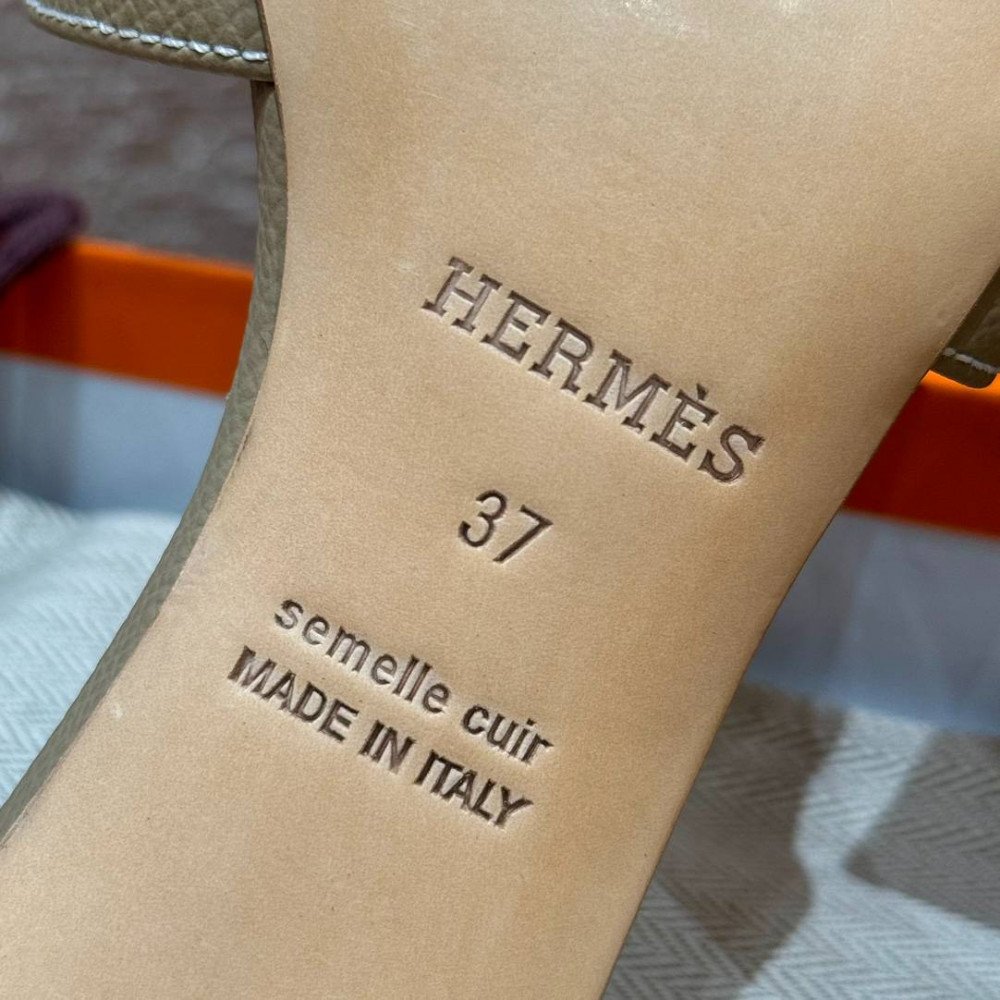 HERMÈS
37
semelle cuir
MADE IN ITALY